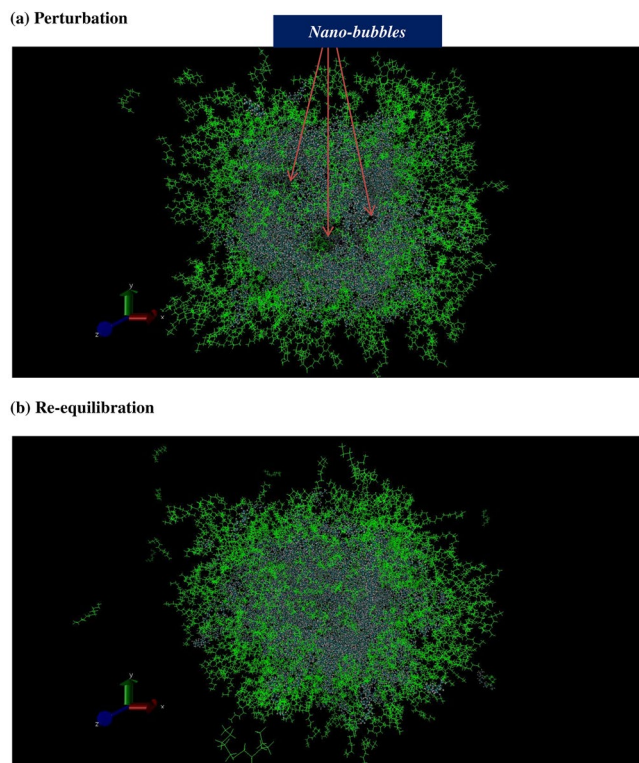 (a) Perturbation
Nano-bubbles
y
x
z
(b) Re-equilibration
y
x
z